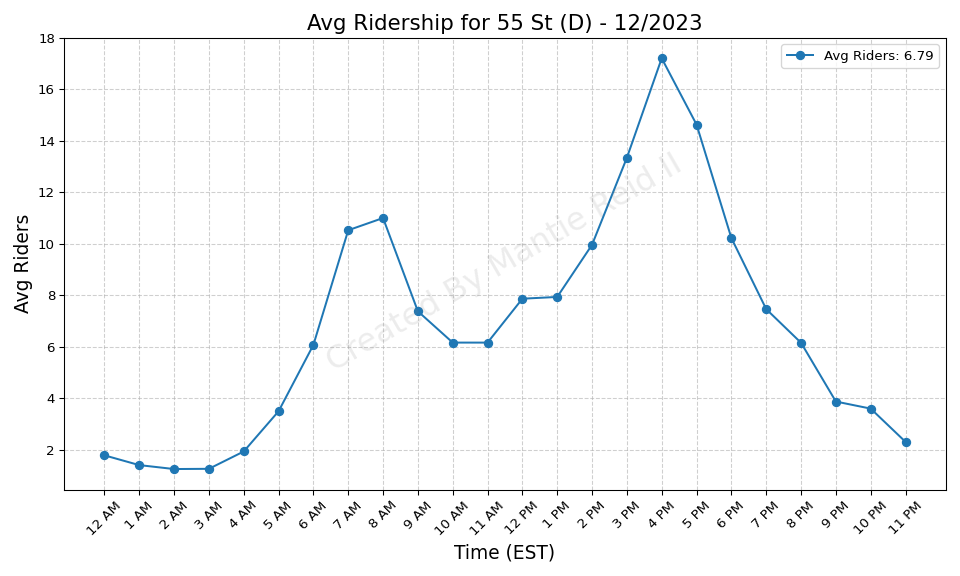 Avg Ridership for 55 St (D) - 12/2023
Avg Riders: 6.79
Avg Riders
18
16
14
12
10
8
6
4
2
Created By Mantle Reid II
12 AM
1 AM
2 AM
3 AM
4 AM
5 AM
6 AM
7 AM
8 AM
9 AM
10 AM
11 AM
12 PM
1 PM
2 PM
3 PM
4 PM
5 PM
6 PM
7 PM
8 PM
9 PM
10 PM
11 PM
Time (EST)